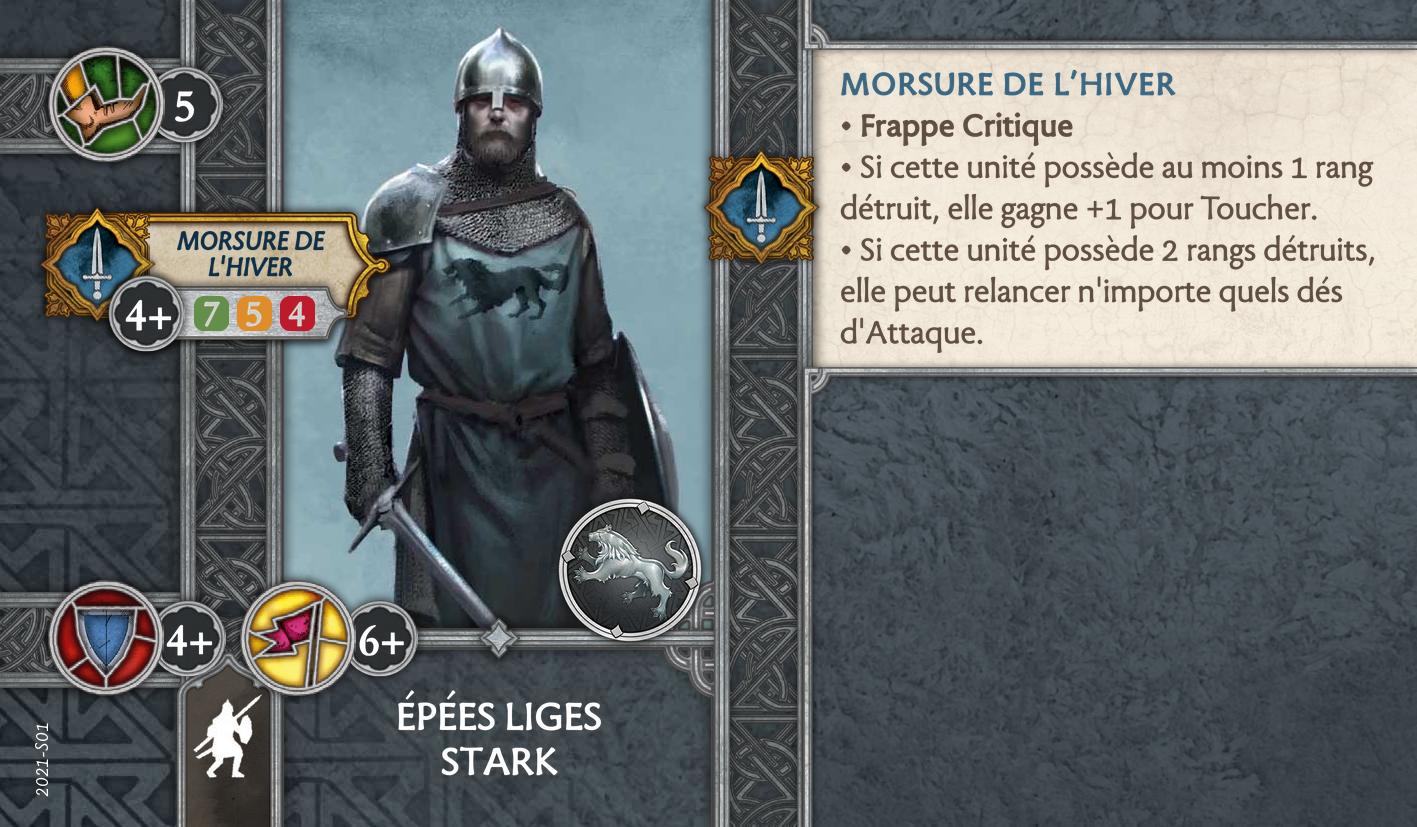 5
MORSURE DE
L'HIVER
4+
7 5 4
4+
6+
ÉPÉES LIGES
STARK
2021-S01
MORSURE DE L’HIVER
• Frappe Critique
• Si cette unité possède au moins 1 rang
détruit, elle gagne +1 pour Toucher.
• Si cette unité possède 2 rangs détruits,
elle peut relancer n'importe quels dés
d'Attaque.